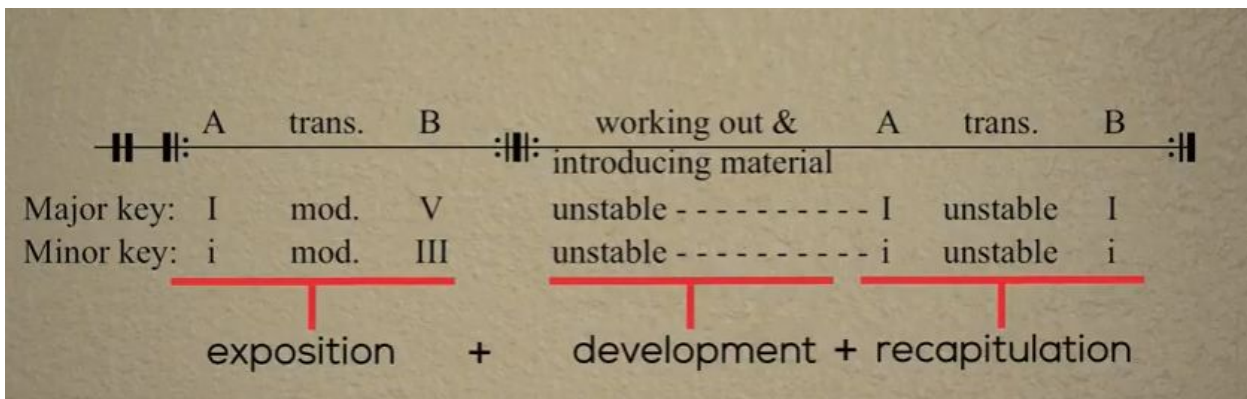 A trans. B working out & A trans. B
introducing material
Major key: I mod. V unstable - - - - - - - - - - I unstable I
Minor key: i mod. III unstable - - - - - - - - - - i unstable i
exposition + development + recapitulation